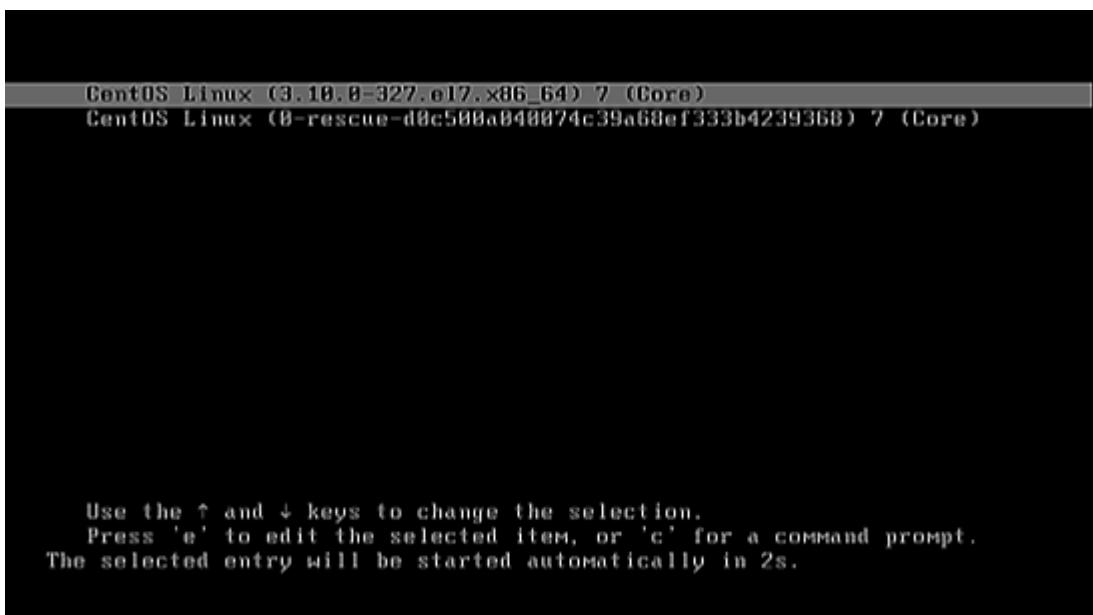 CentOS Linux (3.10.0-327.el7.x86_64) 7 (Core)
CentOS Linux (0-rescue-d0c500a040074c39a68ef333b4239368) 7 (Core)
Use the ↑ and ↓ keys to change the selection.
Press 'e' to edit the selected item, or 'c' for a command prompt.
The selected entry will be started automatically in 2s.